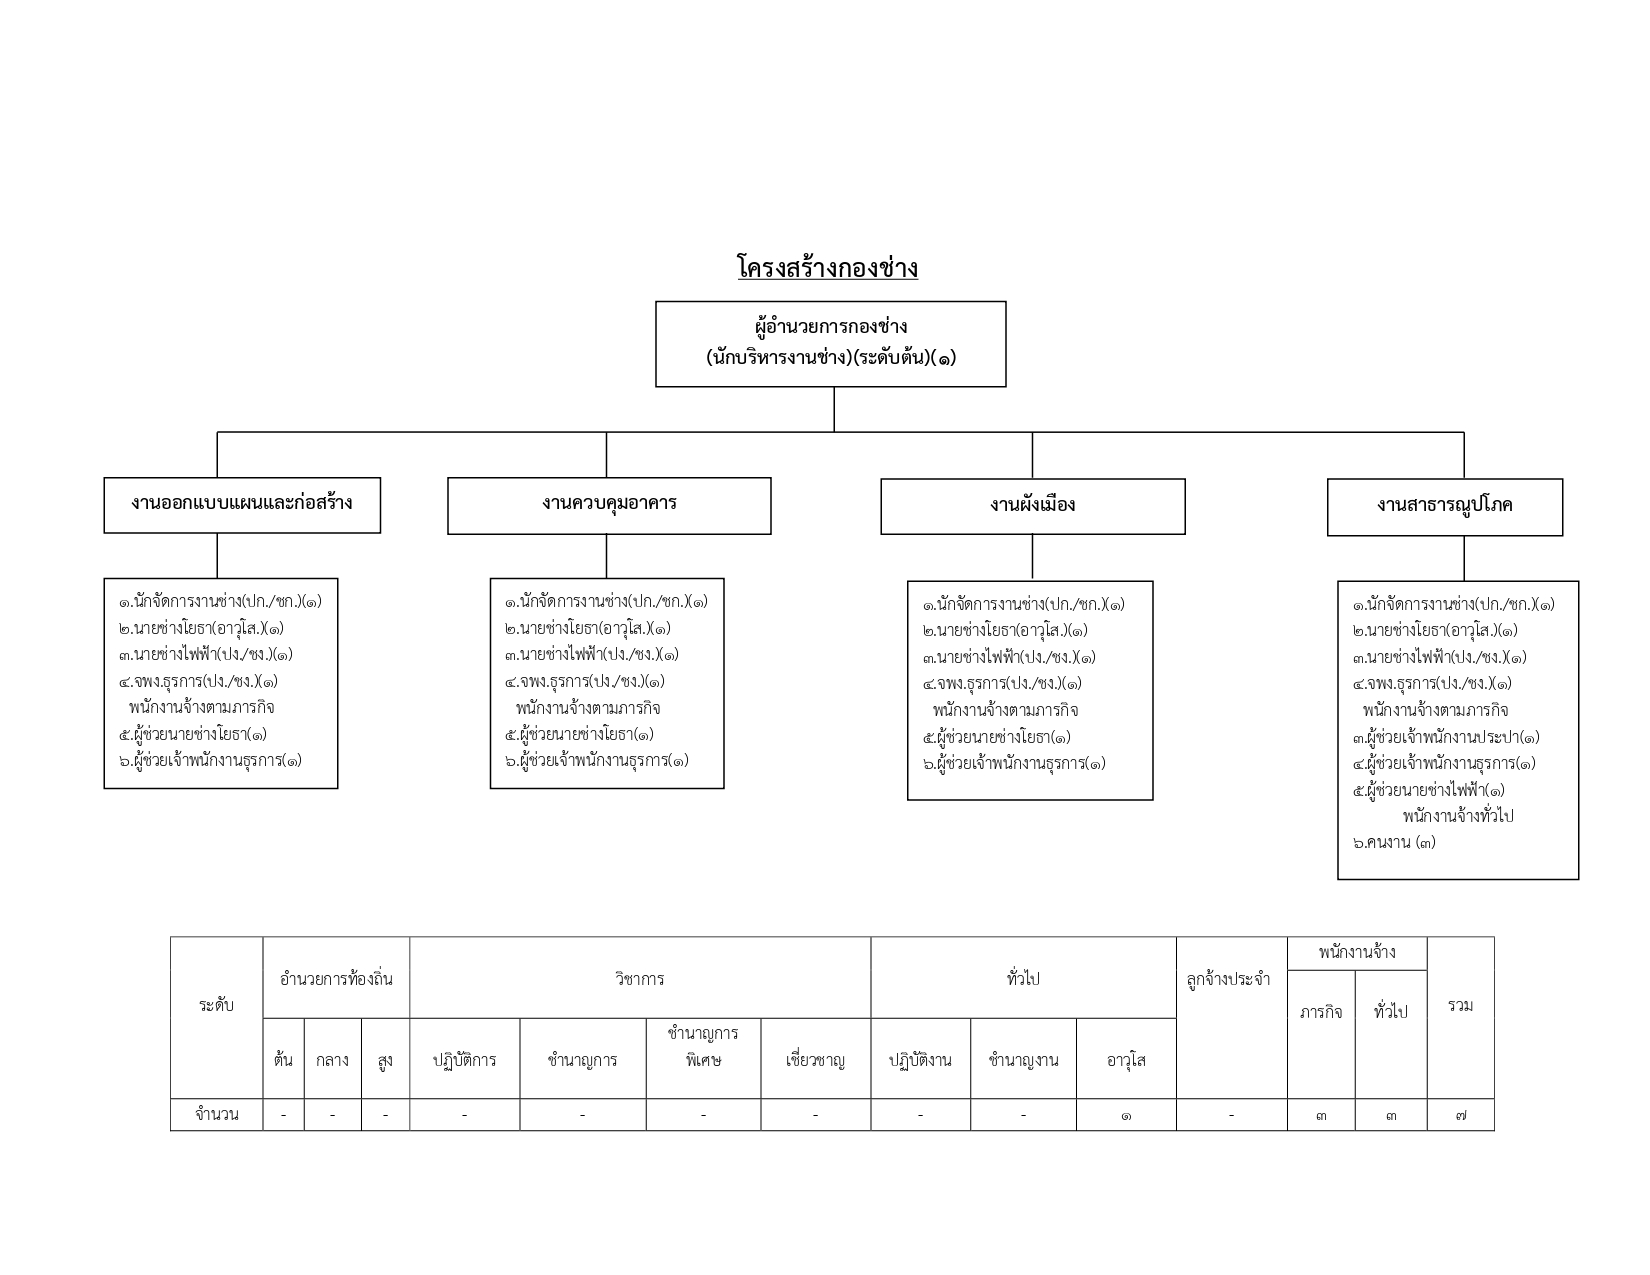 โครงสร้างกองช่าง
ผู้อำนวยการกองช่าง
(นักบริหารงานช่าง)(ระดับต้น)(๑)
งานออกแบบแผนและก่อสร้าง
๑.นักจัดการงานช่าง(ปก./ชก.)(๑)
๒.นายช่างโยธา(อาวุโส.)(๑)
๓.นายช่างไฟฟ้า(ปง./ชง.)(๑)
๔.จพง.ธุรการ(ปง./ชง.)(๑)
พนักงานจ้างตามภารกิจ
๕.ผู้ช่วยนายช่างโยธา(๑)
๖.ผู้ช่วยเจ้าพนักงานธุรการ(๑)
งานควบคุมอาคาร
๑.นักจัดการงานช่าง(ปก./ชก.)(๑)
๒.นายช่างโยธา(อาวุโส.)(๑)
๓.นายช่างไฟฟ้า(ปง./ชง.)(๑)
๔.จพง.ธุรการ(ปง./ชง.)(๑)
พนักงานจ้างตามภารกิจ
๕.ผู้ช่วยนายช่างโยธา(๑)
๖.ผู้ช่วยเจ้าพนักงานธุรการ(๑)
งานผังเมือง
๑.นักจัดการงานช่าง(ปก./ชก.)(๑)
๒.นายช่างโยธา(อาวุโส.)(๑)
๓.นายช่างไฟฟ้า(ปง./ชง.)(๑)
๔.จพง.ธุรการ(ปง./ชง.)(๑)
พนักงานจ้างตามภารกิจ
๕.ผู้ช่วยนายช่างโยธา(๑)
๖.ผู้ช่วยเจ้าพนักงานธุรการ(๑)
งานสาธารณูปโภค
๑.นักจัดการงานช่าง(ปก./ชก.)(๑)
๒.นายช่างโยธา(อาวุโส.)(๑)
๓.นายช่างไฟฟ้า(ปง./ชง.)(๑)
๔.จพง.ธุรการ(ปง./ชง.)(๑)
พนักงานจ้างตามภารกิจ
๓.ผู้ช่วยเจ้าพนักงานประปา(๑)
๔.ผู้ช่วยเจ้าพนักงานธุรการ(๑)
๕.ผู้ช่วยนายช่างไฟฟ้า(๑)
พนักงานจ้างทั่วไป
๖.คนงาน (๓)
ระดับ อำนวยการท้องถิ่น วิชาการ ทั่วไป ลูกจ้างประจำ พนักงานจ้าง รวม
ภารกิจ ทั่วไป
ต้น กลาง สูง ปฏิบัติการ ชำนาญการ ชำนาญการ
พิเศษ เชี่ยวชาญ ปฏิบัติงาน ชำนาญงาน อาวุโส
จำนวน - - - - - - - - - ๑ - ๓ ๓ ๗